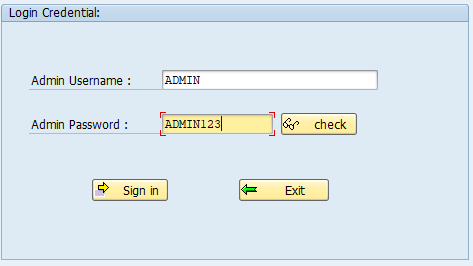 Login Credential:
Admin Username : ADMIN
Admin Password : ADMIN123 check
Sign in Exit